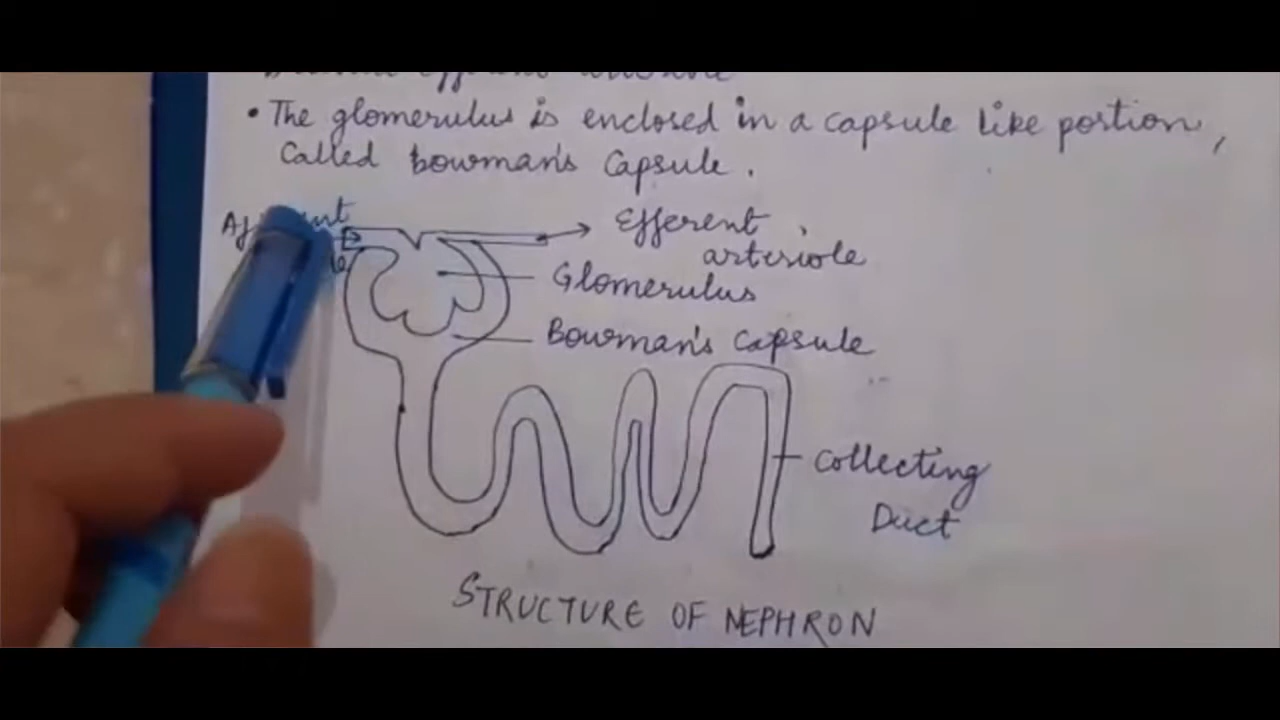 • The glomerulus is enclosed in a capsule like portion,
Called bowman's Capsule.
Efferent
arteriole
Glomerulus
Bowman's capsule
Collecting
Duct
STRUCTURE OF NEPHRON